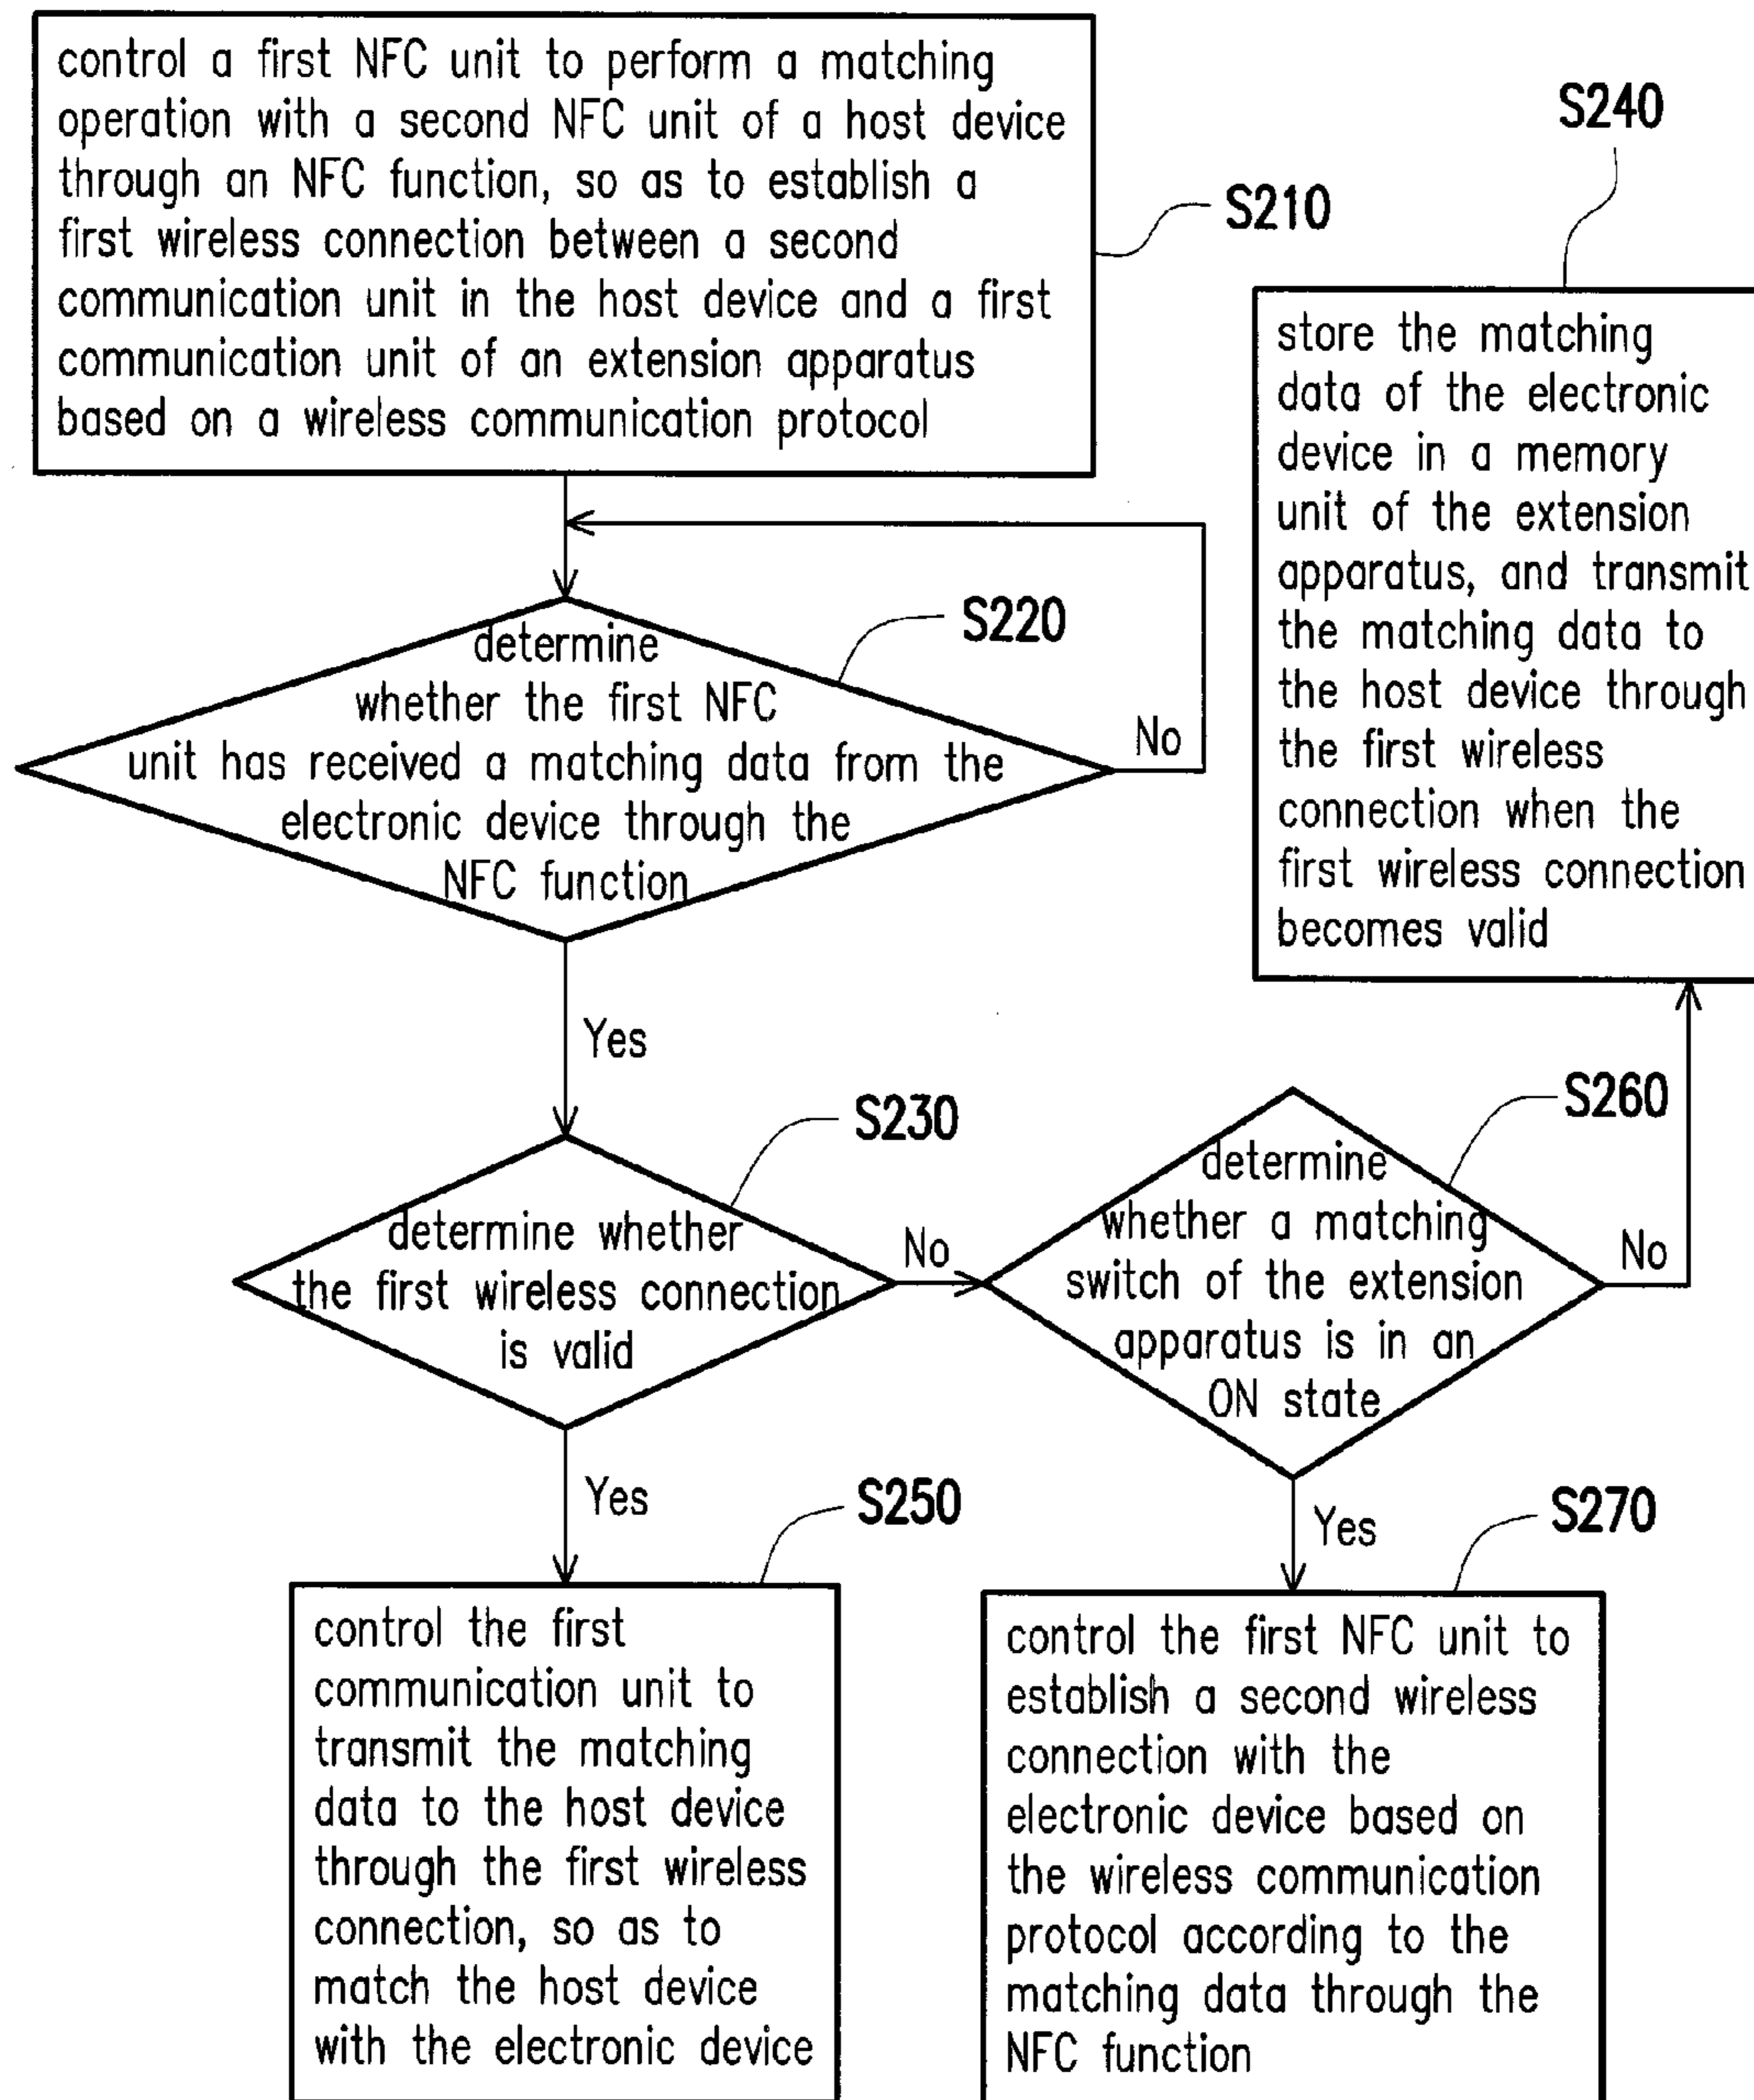 control a first NFC unit to perform a matching
operation with a second NFC unit of a host device
through an NFC function, so as to establish a
first wireless connection between a second
communication unit in the host device and a first
communication unit of an extension apparatus
based on a wireless communication protocol
S210
determine
whether the first NFC
unit has received a matching data from the
electronic device through the
NFC function
S220
No
Yes
determine whether
the first wireless connection
is valid
S230
No
Yes
determine
whether a matching
switch of the extension
apparatus is in an
ON state
S260
No
Yes
S240
store the matching
data of the electronic
device in a memory
unit of the extension
apparatus, and transmit
the matching data to
the host device through
the first wireless
connection when the
first wireless connection
becomes valid
S250
control the first
communication unit to
transmit the matching
data to the host device
through the first wireless
connection, so as to
match the host device
with the electronic device
S270
control the first NFC unit to
establish a second wireless
connection with the
electronic device based on
the wireless communication
protocol according to the
matching data through the
NFC function